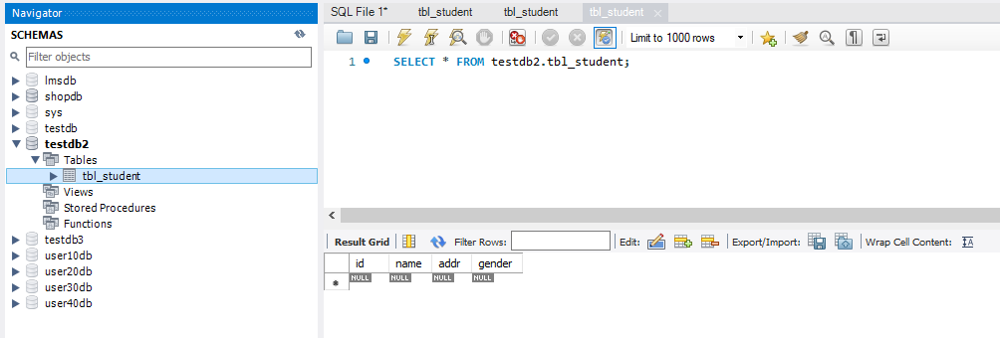 Navigator
SCHEMAS
Filter objects
lmsdb
shopdb
sys
testdb
testdb2
Tables
tbl_student
Views
Stored Procedures
Functions
testdb3
user10db
user20db
user30db
user40db
SQL File 1* tbl_student tbl_student tbl_student
Limit to 1000 rows
1 SELECT * FROM testdb2.tbl_student;
Result Grid Filter Rows: Edit: Export/Import: Wrap Cell Content: IA
id name addr gender
* NULL NULL NULL NULL